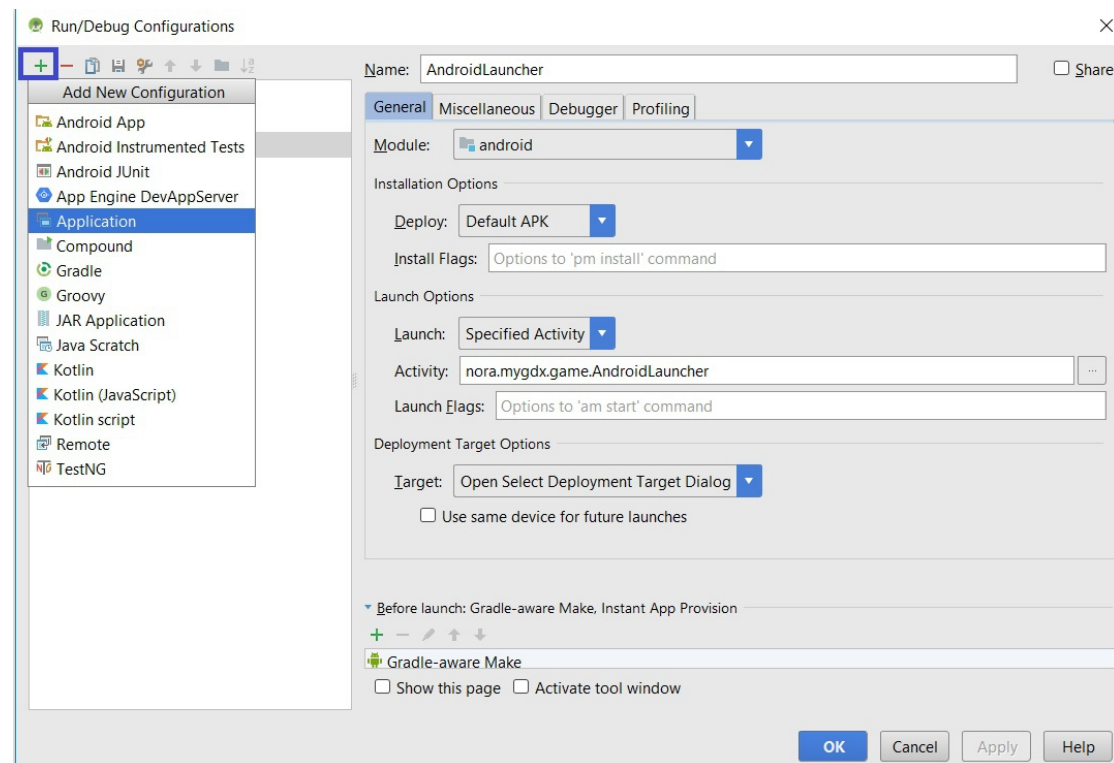 Run/Debug Configurations
Name: AndroidLauncher Share
Add New Configuration
Android App
Android Instrumented Tests
Android JUnit
App Engine DevAppServer
Application
Compound
Gradle
Groovy
JAR Application
Java Scratch
Kotlin
Kotlin (JavaScript)
Kotlin script
Remote
TestNG
General Miscellaneous Debugger Profiling
Module: android
Installation Options
Deploy: Default APK
Install Flags: Options to 'pm install' command
Launch Options
Launch: Specified Activity
Activity: nora.mygdx.game.AndroidLauncher ...
Launch Flags: Options to 'am start' command
Deployment Target Options
Target: Open Select Deployment Target Dialog
Use same device for future launches
Before launch: Gradle-aware Make, Instant App Provision
Gradle-aware Make
Show this page Activate tool window
OK Cancel Apply Help